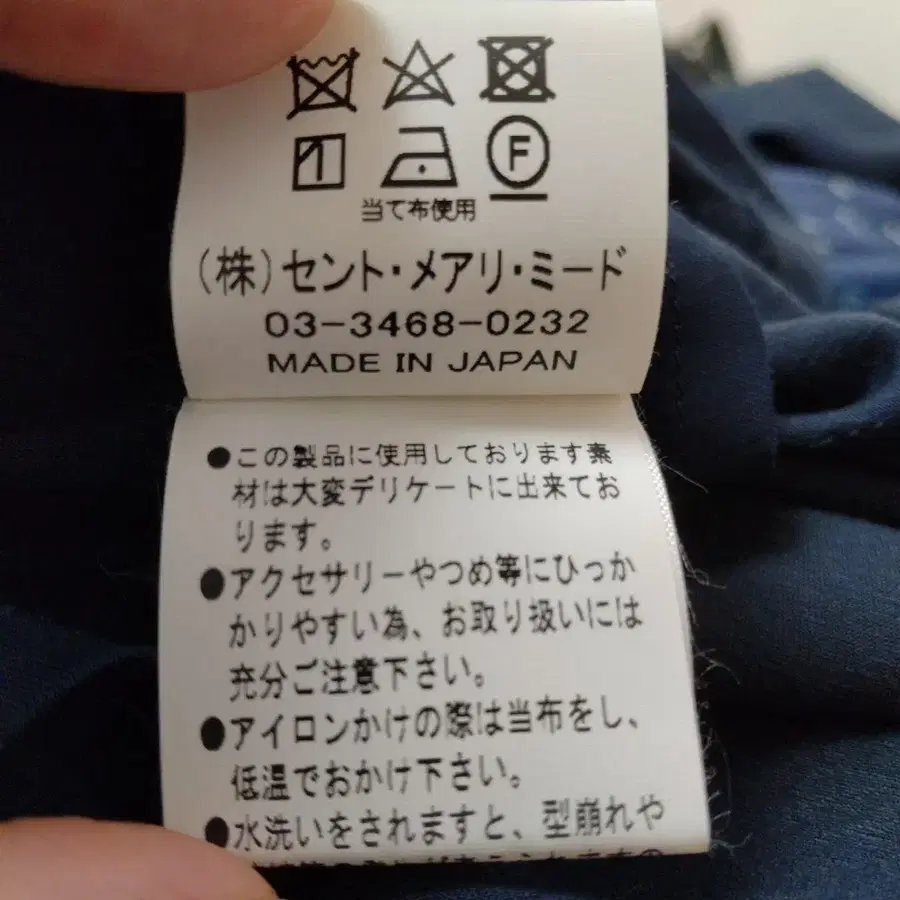 F
当て布使用
(株)セント・メアリ・ミード
03-3468-0232
MADE IN JAPAN
●この製品に使用しております素
材は大変デリケートに出来てお
ります。
●アクセサリーやつめ等にひっか
かりやすい為、お取り扱いには
充分ご注意下さい。
●アイロンかけの際は当布をし、
低温でおかけ下さい。
●水洗いをされますと、型崩れや